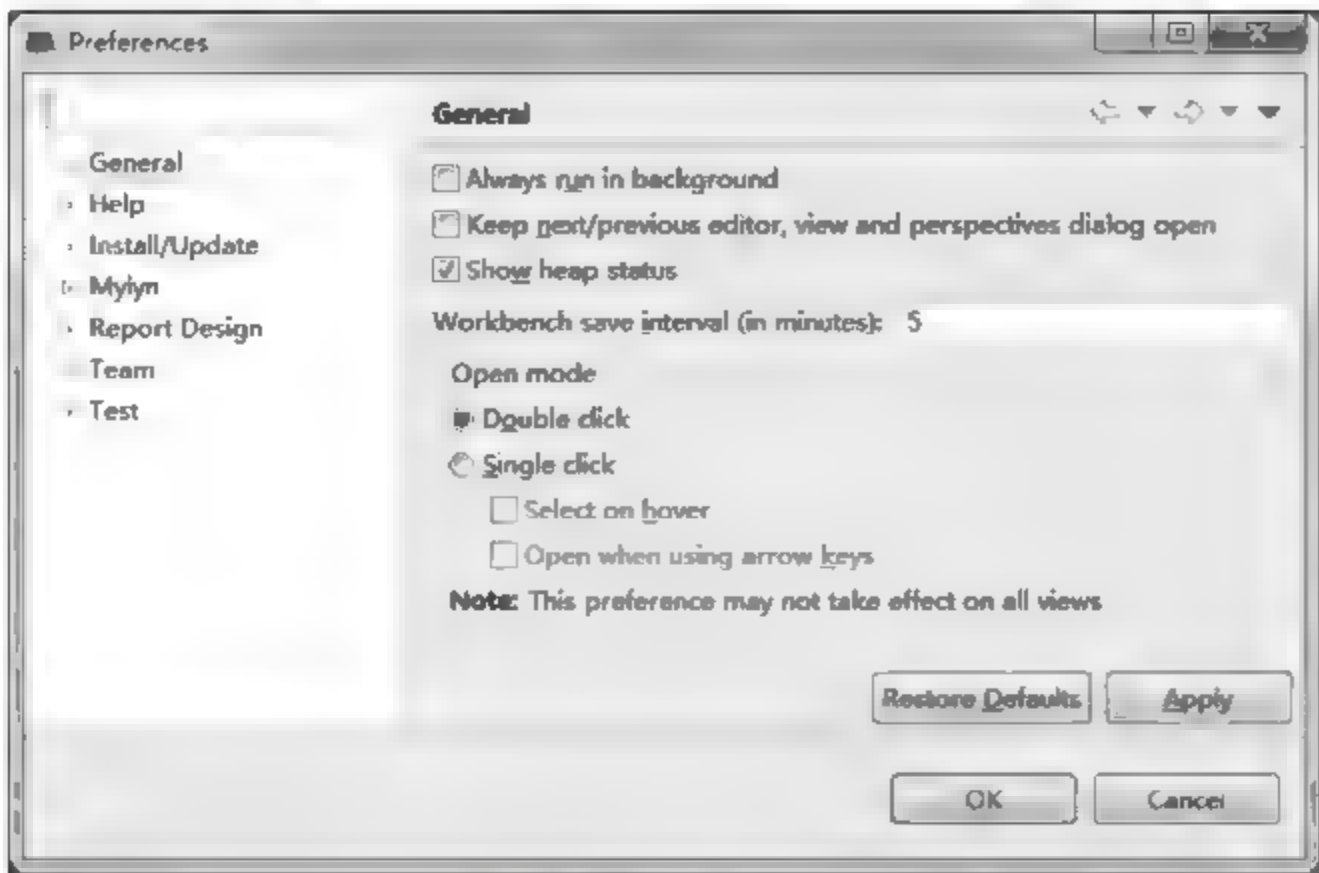 Preferences
General
Help
Install/Update
Mylyn
Report Design
Team
Test
General
Always run in background
Keep next/previous editor, view and perspectives dialog open
Show heap status
Workbench save interval (in minutes): 5
Open mode
Double click
Single click
Select on hover
Open when using arrow keys
Note: This preference may not take effect on all views
Restore Defaults Apply
OK Cancel